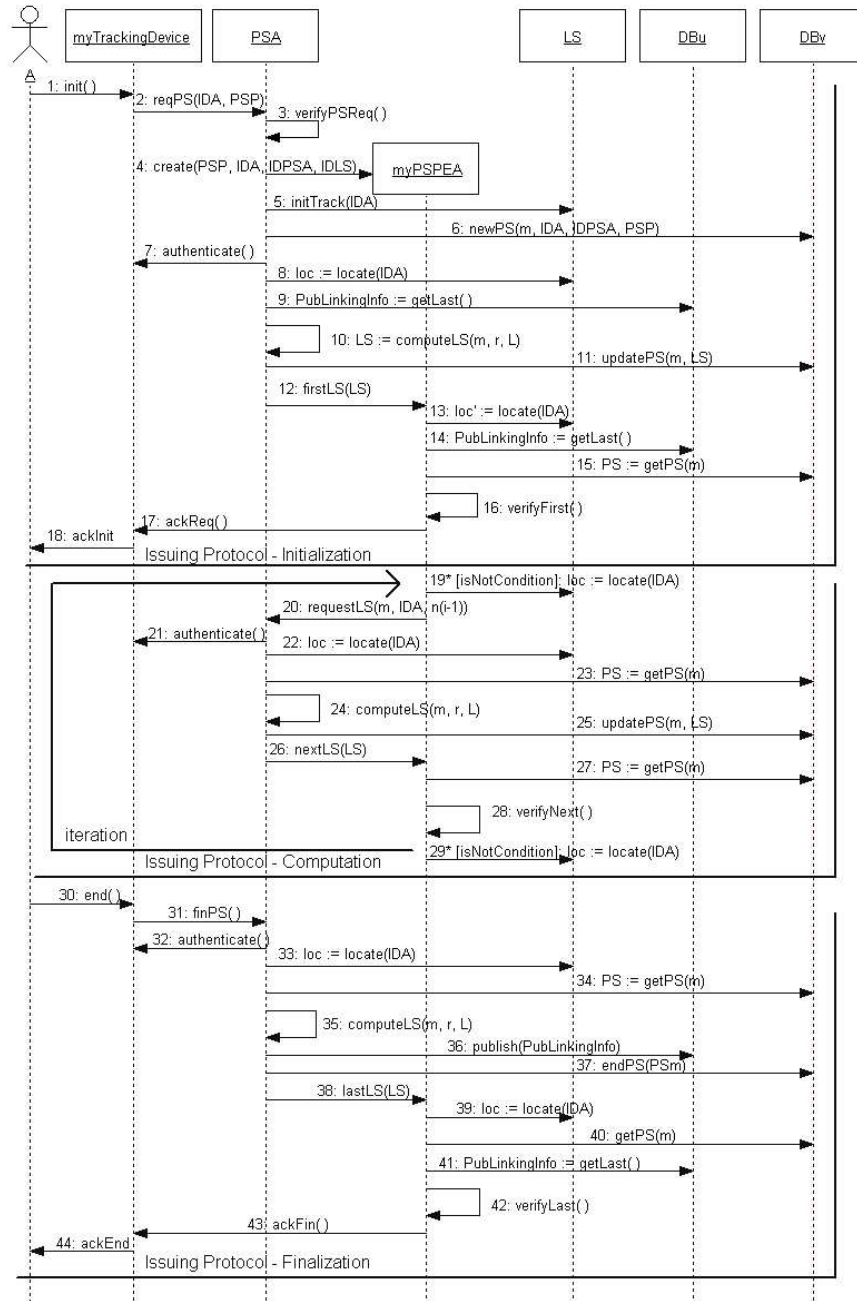 myTrackingDevice
PSA
LS
DBu
DBv
A
1: init( )
2: reqPS(IDA, PSP)
3: verifyPSReq( )
4: create(PSP, IDA, IDPSA, IDLS)
myPSPEA
5: initTrack(IDA)
6: newPS(m, IDA, IDPSA, PSP)
7: authenticate( )
8: loc := locate(IDA)
9: PubLinkingInfo := getLast( )
10: LS := computeLS(m, r, L)
11: updatePS(m, LS)
12: firstLS(LS)
13: loc' := locate(IDA)
14: PubLinkingInfo := getLast( )
15: PS := getPS(m)
16: verifyFirst( )
17: ackReq( )
18: ackInit
Issuing Protocol - Initialization
19* [isNotCondition]: loc := locate(IDA)
20: requestLS(m, IDA, n(i-1))
21: authenticate( )
22: loc := locate(IDA)
23: PS := getPS(m)
24: computeLS(m, r, L)
25: updatePS(m, LS)
26: nextLS(LS)
27: PS := getPS(m)
28: verifyNext( )
iteration
29* [isNotCondition]: loc := locate(IDA)
Issuing Protocol - Computation
30: end( )
31: finPS( )
32: authenticate( )
33: loc := locate(IDA)
34: PS := getPS(m)
35: computeLS(m, r, L)
36: publish(PubLinkingInfo)
37: endPS(PSm)
38: lastLS(LS)
39: loc := locate(IDA)
40: getPS(m)
41: PubLinkingInfo := getLast( )
42: verifyLast( )
43: ackFin( )
44: ackEnd
Issuing Protocol - Finalization